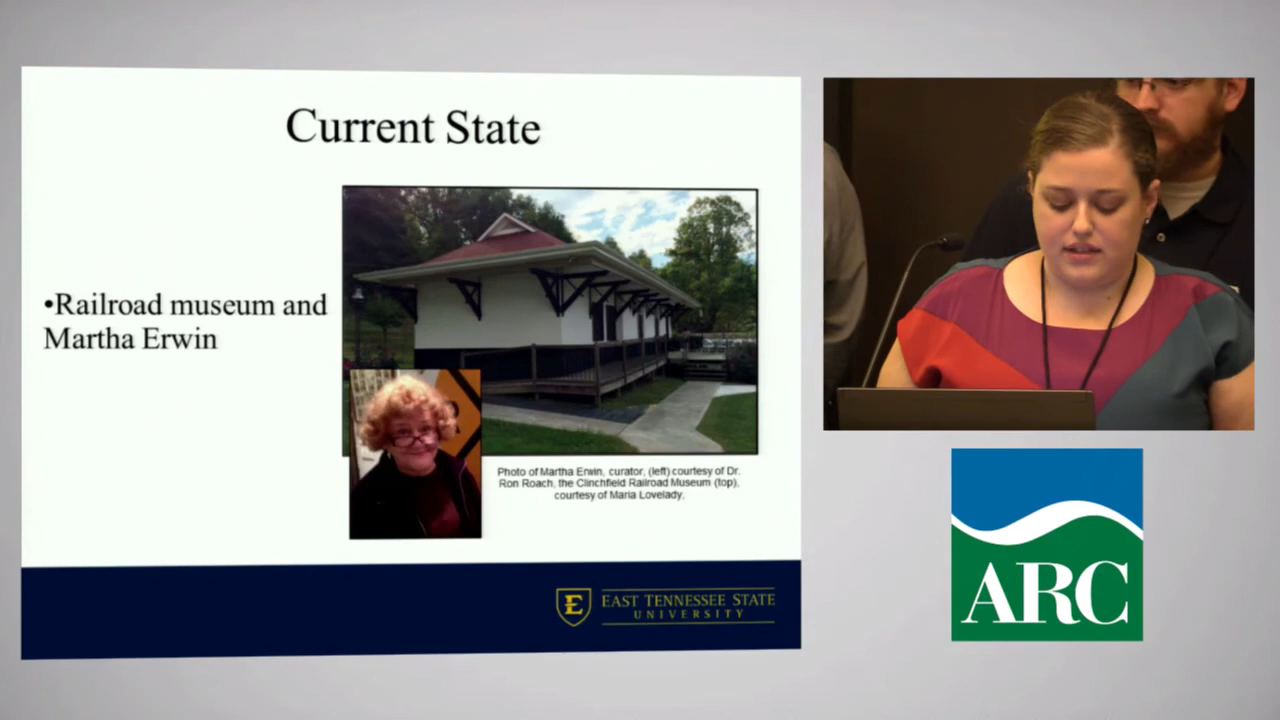 Current State
•Railroad museum and
Martha Erwin
Photo of Martha Erwin, curator, (left) courtesy of Dr.
Ron Roach, the Clinchfield Railroad Museum (top),
courtesy of Maria Lovelady,
E EAST TENNESSEE STATE
UNIVERSITY
ARC